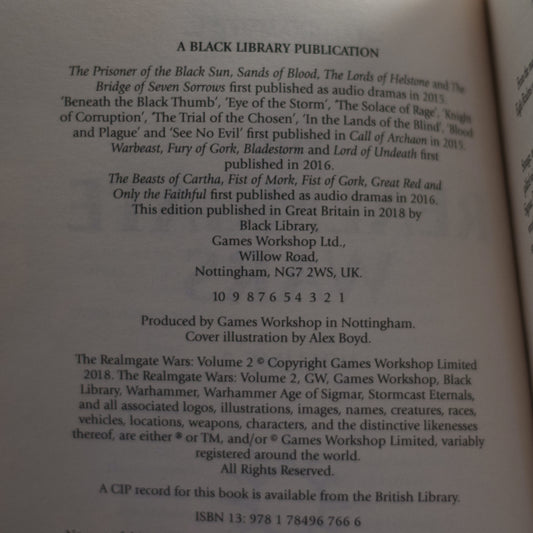 A BLACK LIBRARY PUBLICATION
The Prisoner of the Black Sun, Sands of Blood, The Lords of Helstone and The
Bridge of Seven Sorrows first published as audio dramas in 2015.
'Beneath the Black Thumb', 'Eye of the Storm', 'The Solace of Rage', 'Knight
of Corruption', 'The Trial of the Chosen', 'In the Lands of the Blind', 'Blood
and Plague' and 'See No Evil' first published in Call of Archaon in 2015.
Warbeast, Fury of Gork, Bladestorm and Lord of Undeath first
published in 2016.
The Beasts of Cartha, Fist of Mork, Fist of Gork, Great Red and
Only the Faithful first published as audio dramas in 2016.
This edition published in Great Britain in 2018 by
Black Library,
Games Workshop Ltd.,
Willow Road,
Nottingham, NG7 2WS, UK.
10 9 8 7 6 5 4 3 2 1
Produced by Games Workshop in Nottingham.
Cover illustration by Alex Boyd.
The Realmgate Wars: Volume 2 © Copyright Games Workshop Limited
2018. The Realmgate Wars: Volume 2, GW, Games Workshop, Black
Library, Warhammer, Warhammer Age of Sigmar, Stormcast Eternals,
and all associated logos, illustrations, images, names, creatures, races,
vehicles, locations, weapons, characters, and the distinctive likenesses
thereof, are either ® or TM, and/or © Games Workshop Limited, variably
registered around the world.
All Rights Reserved.
A CIP record for this book is available from the British Library.
ISBN 13: 978 1 78496 766 6